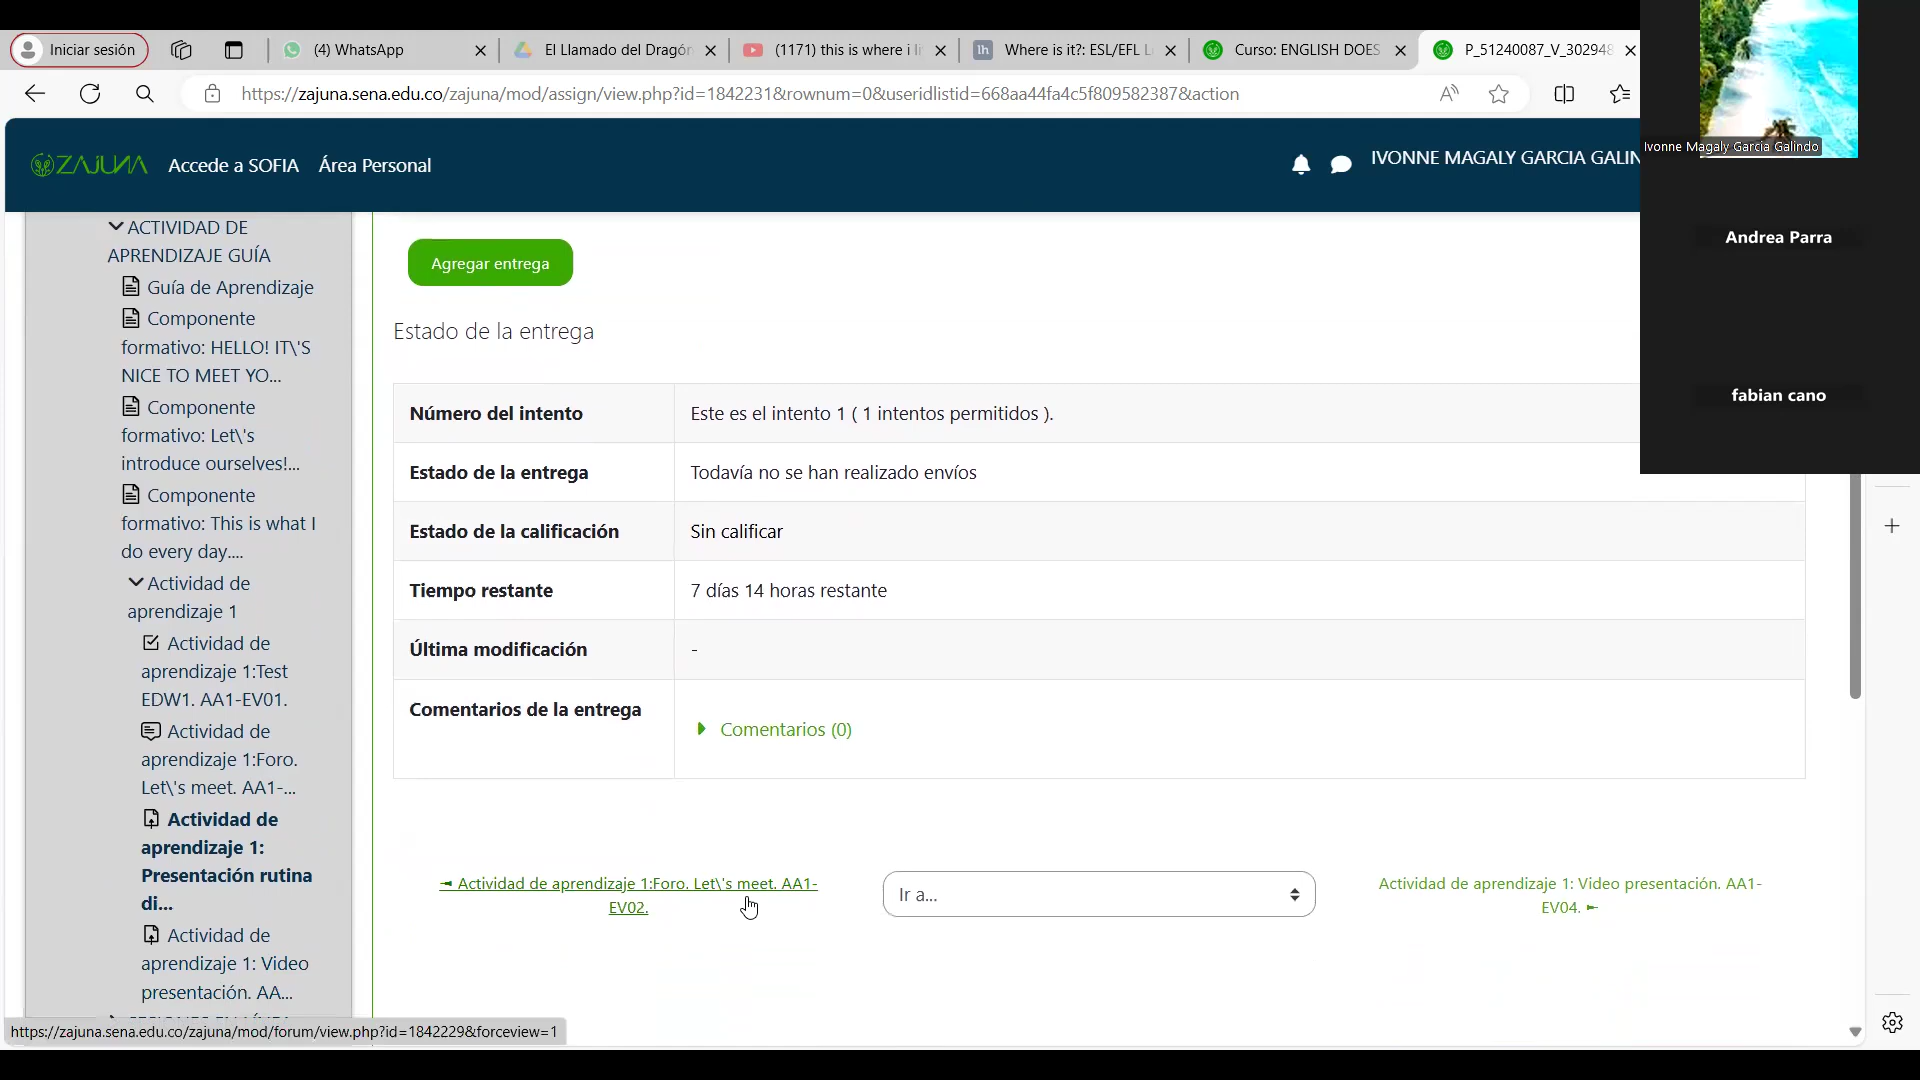 Iniciar sesión
(4) WhatsApp
El Llamado del Dragón
(1171) this is where i li
Where is it?: ESL/EFL L
Curso: ENGLISH DOES
P_51240087_V_302948
https://zajuna.sena.edu.co/zajuna/mod/assign/view.php?id=1842231&rownum=0&useridlistid=668aa44fa4c5f809582387&action
ZAJUNA
Accede a SOFIA
Área Personal
IVONNE MAGALY GARCIA GALIN
Ivonne Magaly Garcia Galindo
Andrea Parra
fabian cano
ACTIVIDAD DE
APRENDIZAJE GUÍA
Guía de Aprendizaje
Componente
formativo: HELLO! IT\'S
NICE TO MEET YO...
Componente
formativo: Let\'s
introduce ourselves!...
Componente
formativo: This is what I
do every day....
Actividad de
aprendizaje 1
Actividad de
aprendizaje 1:Test
EDW1. AA1-EV01.
Actividad de
aprendizaje 1:Foro.
Let\'s meet. AA1-...
Actividad de
aprendizaje 1:
Presentación rutina
di...
Actividad de
aprendizaje 1: Video
presentación. AA...
Agregar entrega
Estado de la entrega
Número del intento
Este es el intento 1 ( 1 intentos permitidos ).
Estado de la entrega
Todavía no se han realizado envíos
Estado de la calificación
Sin calificar
Tiempo restante
7 días 14 horas restante
Última modificación
-
Comentarios de la entrega
Comentarios (0)
Actividad de aprendizaje 1:Foro. Let\'s meet. AA1-
EV02.
Ir a...
Actividad de aprendizaje 1: Video presentación. AA1-
EV04.
https://zajuna.sena.edu.co/zajuna/mod/forum/view.php?id=1842229&forceview=1